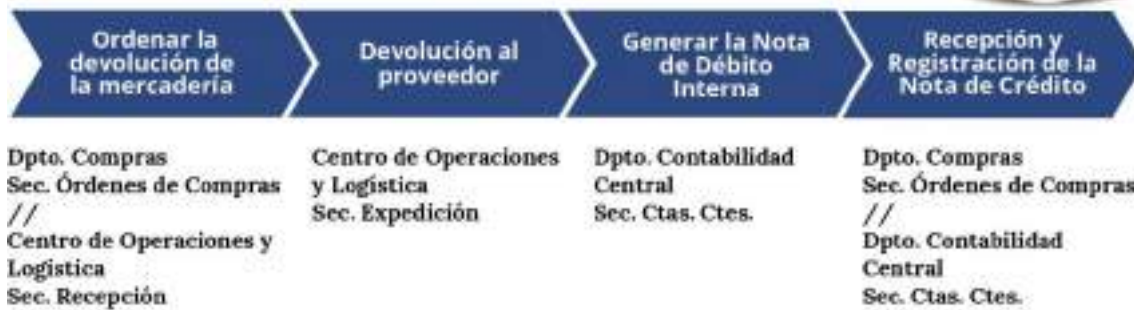 Ordenar la
devolución de
la mercadería
Devolución al
proveedor
Generar la Nota
de Débito
Interna
Recepción y
Registración de la
Nota de Crédito
Dpto. Compras
Sec. Órdenes de Compras
//
Centro de Operaciones y
Logística
Sec. Recepción
Centro de Operaciones
y Logística
Sec. Expedición
Dpto. Contabilidad
Central
Sec. Ctas. Ctes.
Dpto. Compras
Sec. Órdenes de Compras
//
Dpto. Contabilidad
Central
Sec. Ctas. Ctes.